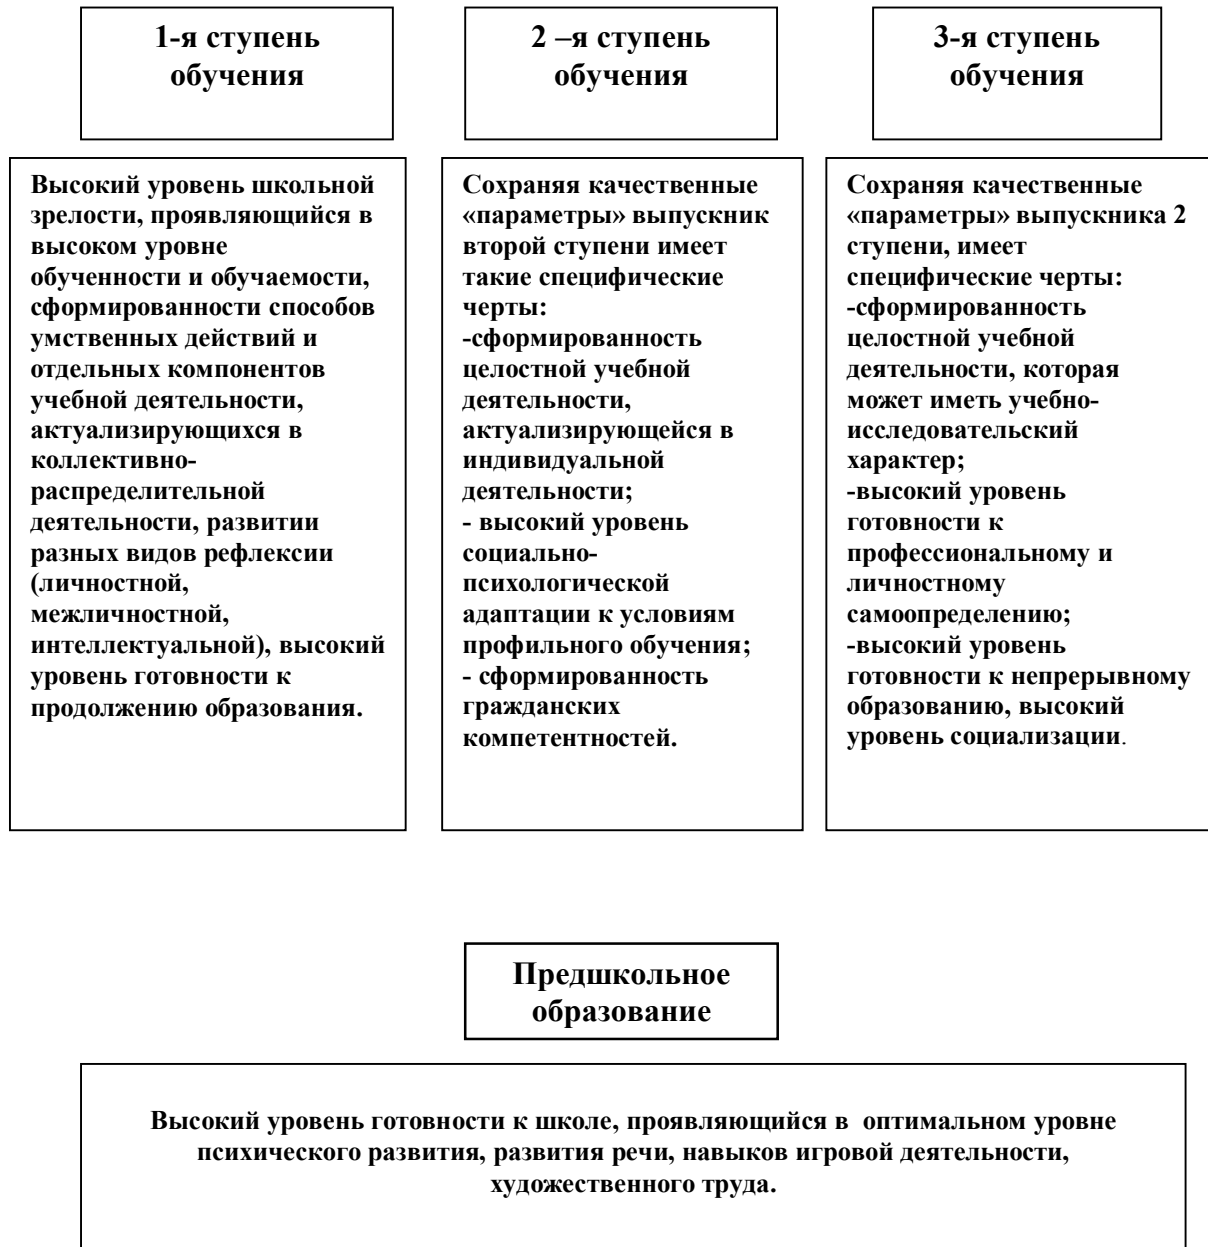 1-я ступень
обучения
2 –я ступень
обучения
3-я ступень
обучения
Высокий уровень школьной
зрелости, проявляющийся в
высоком уровне
обученности и обучаемости,
сформированности способов
умственных действий и
отдельных компонентов
учебной деятельности,
актуализирующихся в
коллективно-
распределительной
деятельности, развитии
разных видов рефлексии
(личностной,
межличностной,
интеллектуальной), высокий
уровень готовности к
продолжению образования.
Сохраняя качественные
«параметры» выпускник
второй ступени имеет
такие специфические
черты:
-сформированность
целостной учебной
деятельности,
актуализирующейся в
индивидуальной
деятельности;
- высокий уровень
социально-
психологической
адаптации к условиям
профильного обучения;
- сформированность
гражданских
компетентностей.
Сохраняя качественные
«параметры» выпускника 2
ступени, имеет
специфические черты:
-сформированность
целостной учебной
деятельности, которая
может иметь учебно-
исследовательский
характер;
-высокий уровень
готовности к
профессиональному и
личностному
самоопределению;
-высокий уровень
готовности к непрерывному
образованию, высокий
уровень социализации.
Предшкольное
образование
Высокий уровень готовности к школе, проявляющийся в  оптимальном уровне
психического развития, развития речи, навыков игровой деятельности,
художественного труда.